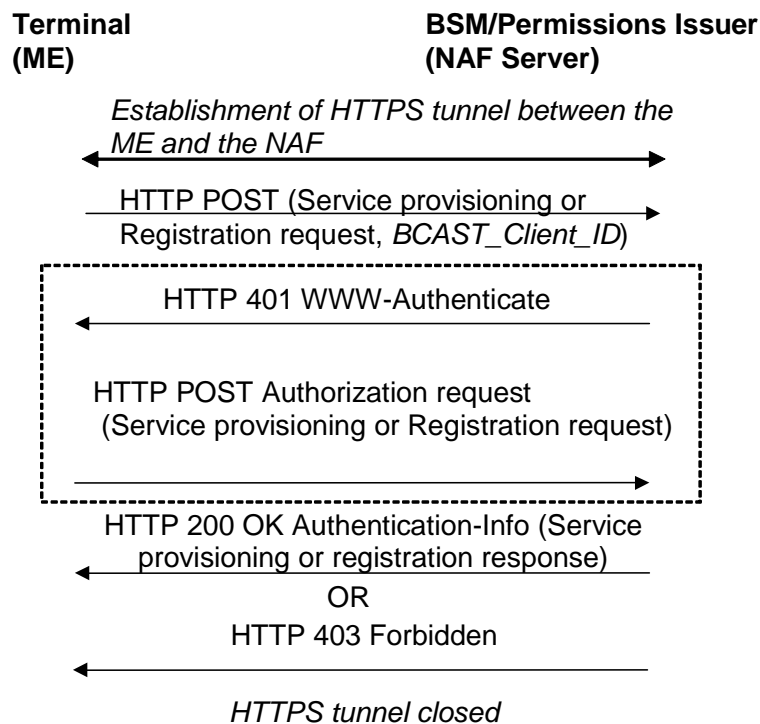 Terminal
(ME)
BSM/Permissions Issuer
(NAF Server)
Establishment of HTTPS tunnel between the
ME and the NAF
HTTP POST (Service provisioning or
Registration request, BCAST_Client_ID)
HTTP 401 WWW-Authenticate
HTTP POST Authorization request
(Service provisioning or Registration request)
HTTP 200 OK Authentication-Info (Service
provisioning or registration response)
OR
HTTP 403 Forbidden
HTTPS tunnel closed